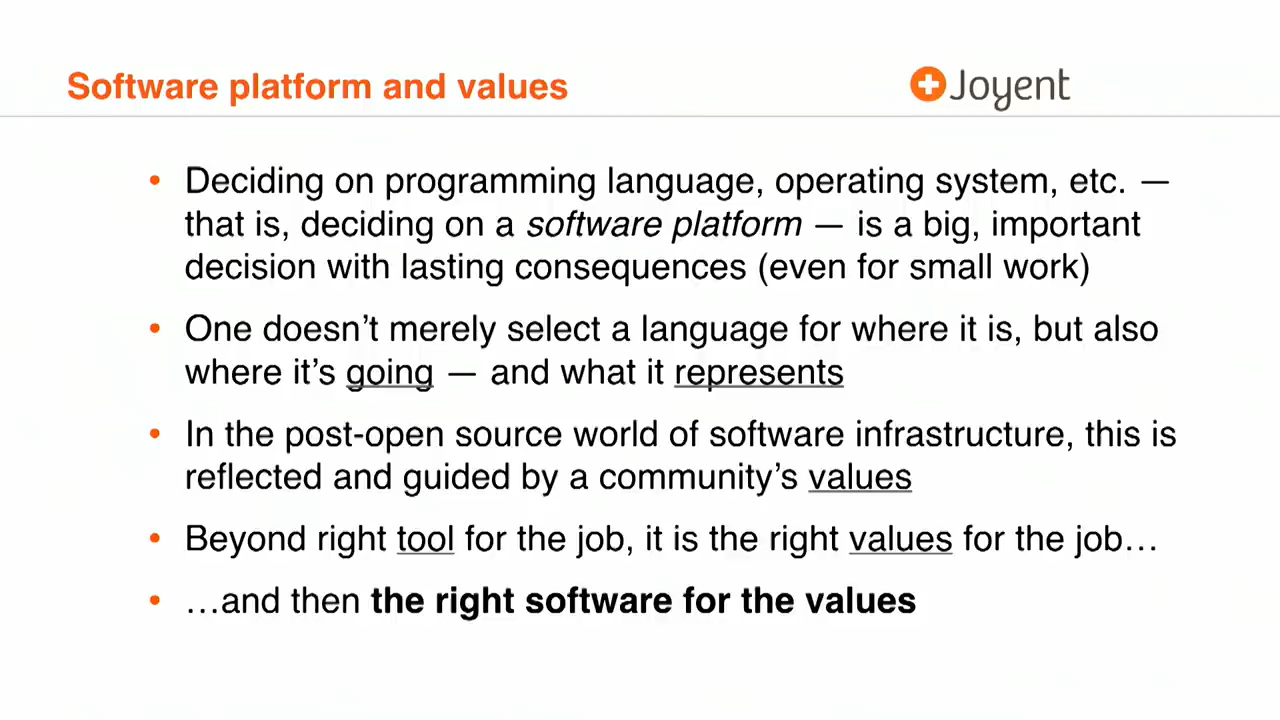 Software platform and values
Joyent
• Deciding on programming language, operating system, etc. —
that is, deciding on a software platform — is a big, important
decision with lasting consequences (even for small work)
• One doesn’t merely select a language for where it is, but also
where it’s going — and what it represents
• In the post-open source world of software infrastructure, this is
reflected and guided by a community’s values
• Beyond right tool for the job, it is the right values for the job…
• …and then the right software for the values